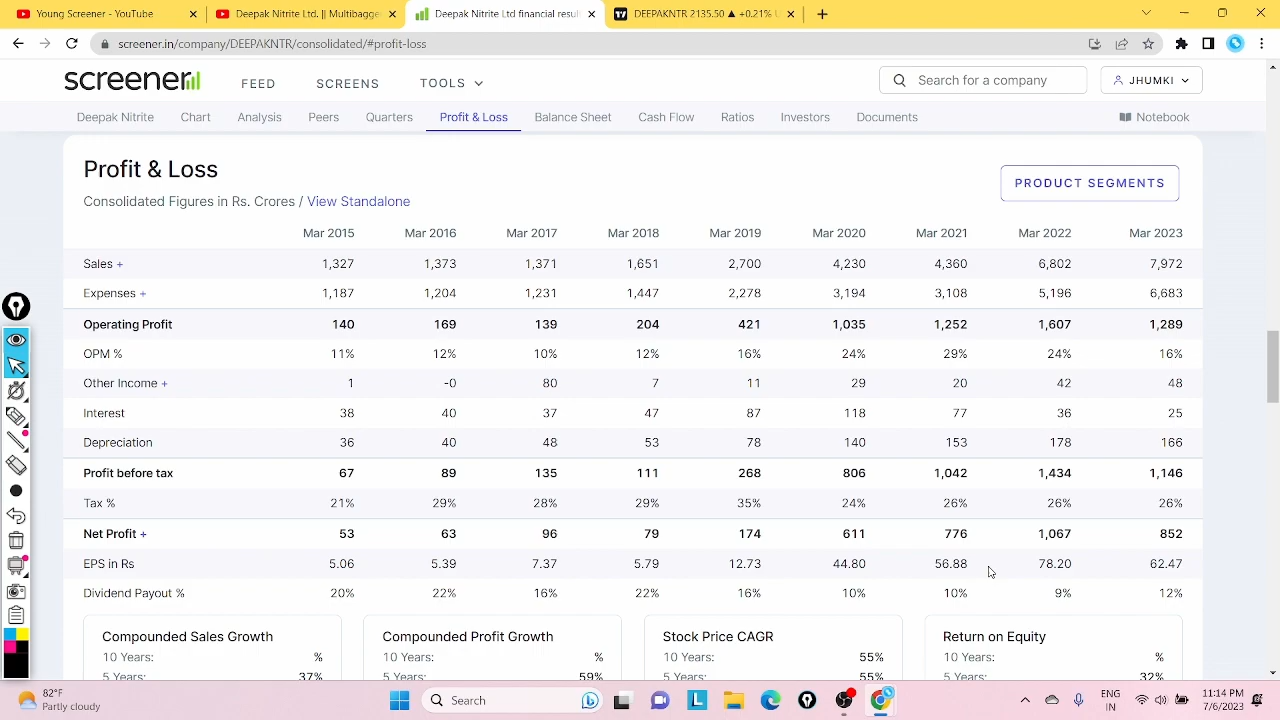 Screener - YouTube
Deepak Nitrite Ltd. || Multibagge
Deepak Nitrite Ltd financial resul
DEEPAKNTR 2135.50 ▲ +0.21% U
screener.in/company/DEEPAKNTR/consolidated/#profit-loss
screener FEED SCREENS TOOLS Search for a company JHUMKI
Deepak Nitrite Chart Analysis Peers Quarters Profit & Loss Balance Sheet Cash Flow Ratios Investors Documents Notebook
Profit & Loss
PRODUCT SEGMENTS
Consolidated Figures in Rs. Crores / View Standalone
Mar 2015 Mar 2016 Mar 2017 Mar 2018 Mar 2019 Mar 2020 Mar 2021 Mar 2022 Mar 2023
Sales + 1,327 1,373 1,371 1,651 2,700 4,230 4,360 6,802 7,972
Expenses + 1,187 1,204 1,231 1,447 2,278 3,194 3,108 5,196 6,683
Operating Profit 140 169 139 204 421 1,035 1,252 1,607 1,289
OPM % 11% 12% 10% 12% 16% 24% 29% 24% 16%
Other Income + 1 -0 80 7 11 29 20 42 48
Interest 38 40 37 47 87 118 77 36 25
Depreciation 36 40 48 53 78 140 153 178 166
Profit before tax 67 89 135 111 268 806 1,042 1,434 1,146
Tax % 21% 29% 28% 29% 35% 24% 26% 26% 26%
Net Profit + 53 63 96 79 174 611 776 1,067 852
EPS in Rs 5.06 5.39 7.37 5.79 12.73 44.80 56.88 78.20 62.47
Dividend Payout % 20% 22% 16% 22% 16% 10% 10% 9% 12%
Compounded Sales Growth Compounded Profit Growth Stock Price CAGR Return on Equity
10 Years: % % 55% 10 Years: %
5 Years: 37% 59% 55% 5 Years: 32%
82°F
Partly cloudy
Search
ENG
IN
11:14 PM
7/6/2023